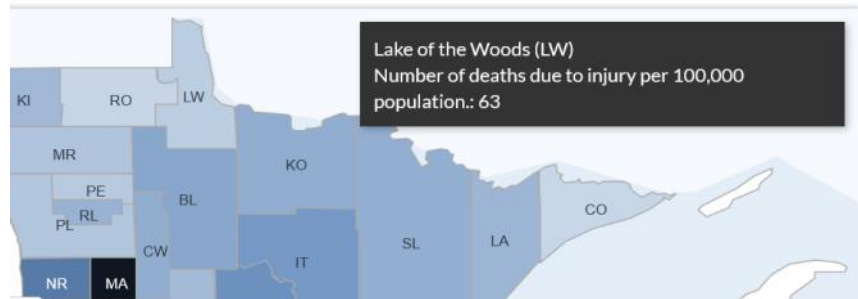 Lake of the Woods (LW)
Number of deaths due to injury per 100,000
population.: 63
KI
RO
LW
MR
KO
PE
BL
RL
PL
CO
CW
SL
LA
IT
NR
MA